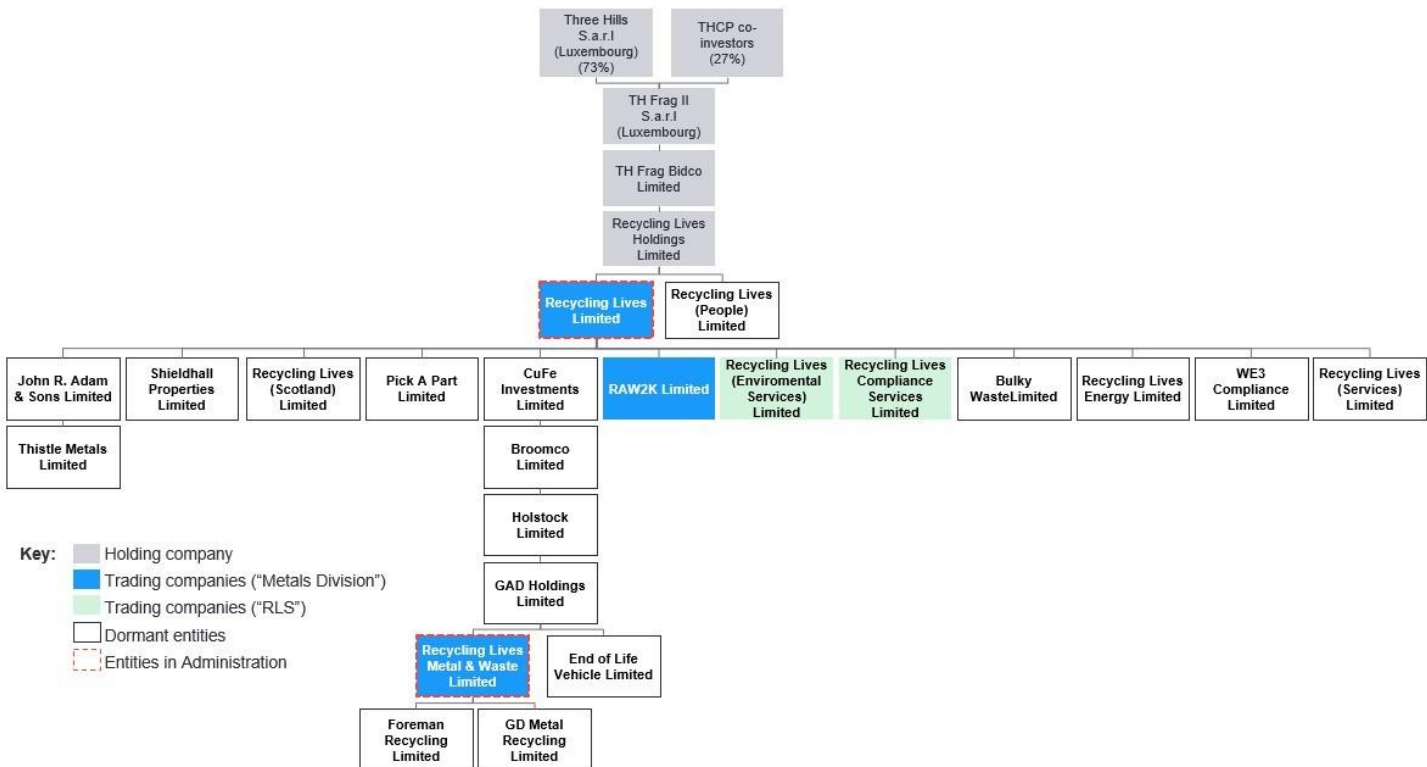 Three Hills
S.a.r.l
(Luxembourg)
(73%)
THCP co-
investors
(27%)
TH Frag II
S.a.r.l
(Luxembourg)
TH Frag Bidco
Limited
Recycling Lives
Holdings
Limited
Recycling Lives
Limited
Recycling Lives
(People)
Limited
John R. Adam
& Sons Limited
Shieldhall
Properties
Limited
Recycling Lives
(Scotland)
Limited
Pick A Part
Limited
CuFe
Investments
Limited
RAW2K Limited
Recycling Lives
(Enviromental
Services)
Limited
Recycling Lives
Compliance
Services
Limited
Bulky
WasteLimited
Recycling Lives
Energy Limited
WE3
Compliance
Limited
Recycling Lives
(Services)
Limited
Thistle Metals
Limited
Broomco
Limited
Holstock
Limited
GAD Holdings
Limited
Recycling Lives
Metal & Waste
Limited
End of Life
Vehicle Limited
Foreman
Recycling
Limited
GD Metal
Recycling
Limited
Key:
Holding company
Trading companies (“Metals Division”)
Trading companies (“RLS”)
Dormant entities
Entities in Administration